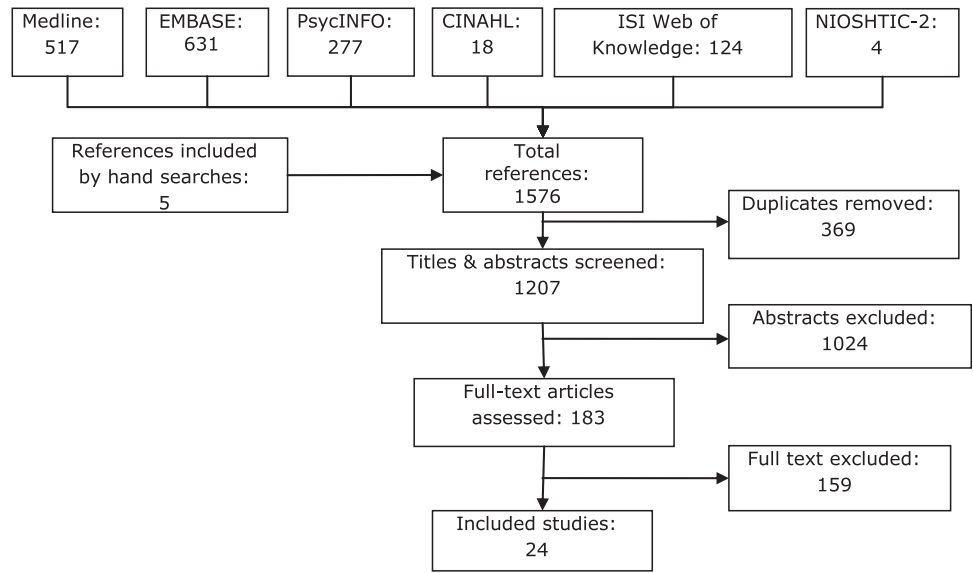 Medline:
517
EMBASE:
631
PsycINFO:
277
CINAHL:
18
ISI Web of
Knowledge: 124
NIOSHTIC-2:
4
References included
by hand searches:
5
Total
references:
1576
Duplicates removed:
369
Titles & abstracts screened:
1207
Abstracts excluded:
1024
Full-text articles
assessed: 183
Full text excluded:
159
Included studies:
24